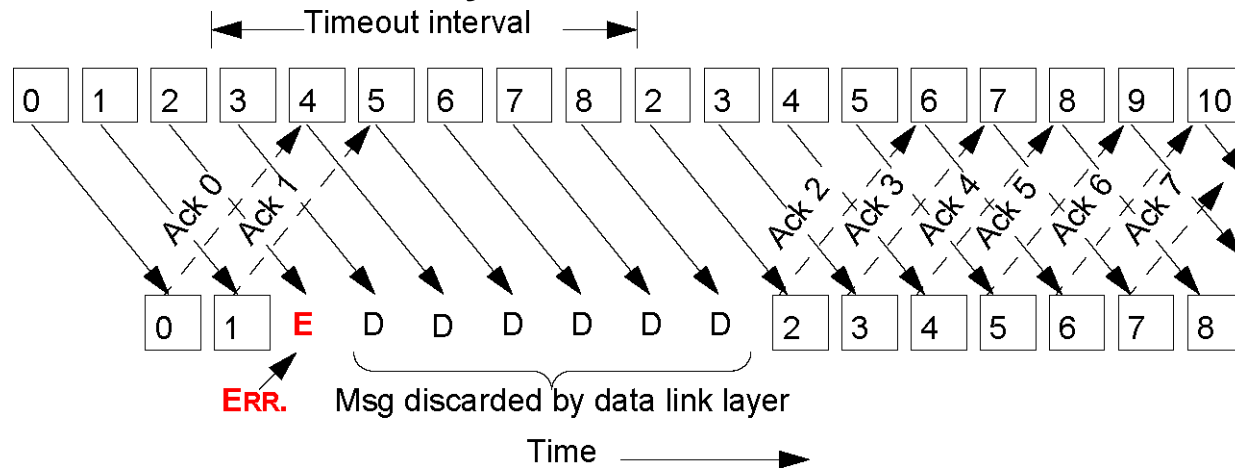 Timeout interval
0 1 2 3 4 5 6 7 8 2 3 4 5 6 7 8 9 10
Ack 0 Ack 1 Ack 2 Ack 3 Ack 4 Ack 5 Ack 6 Ack 7
0 1 E D D D D D D 2 3 4 5 6 7 8
ERR. Msg discarded by data link layer
Time